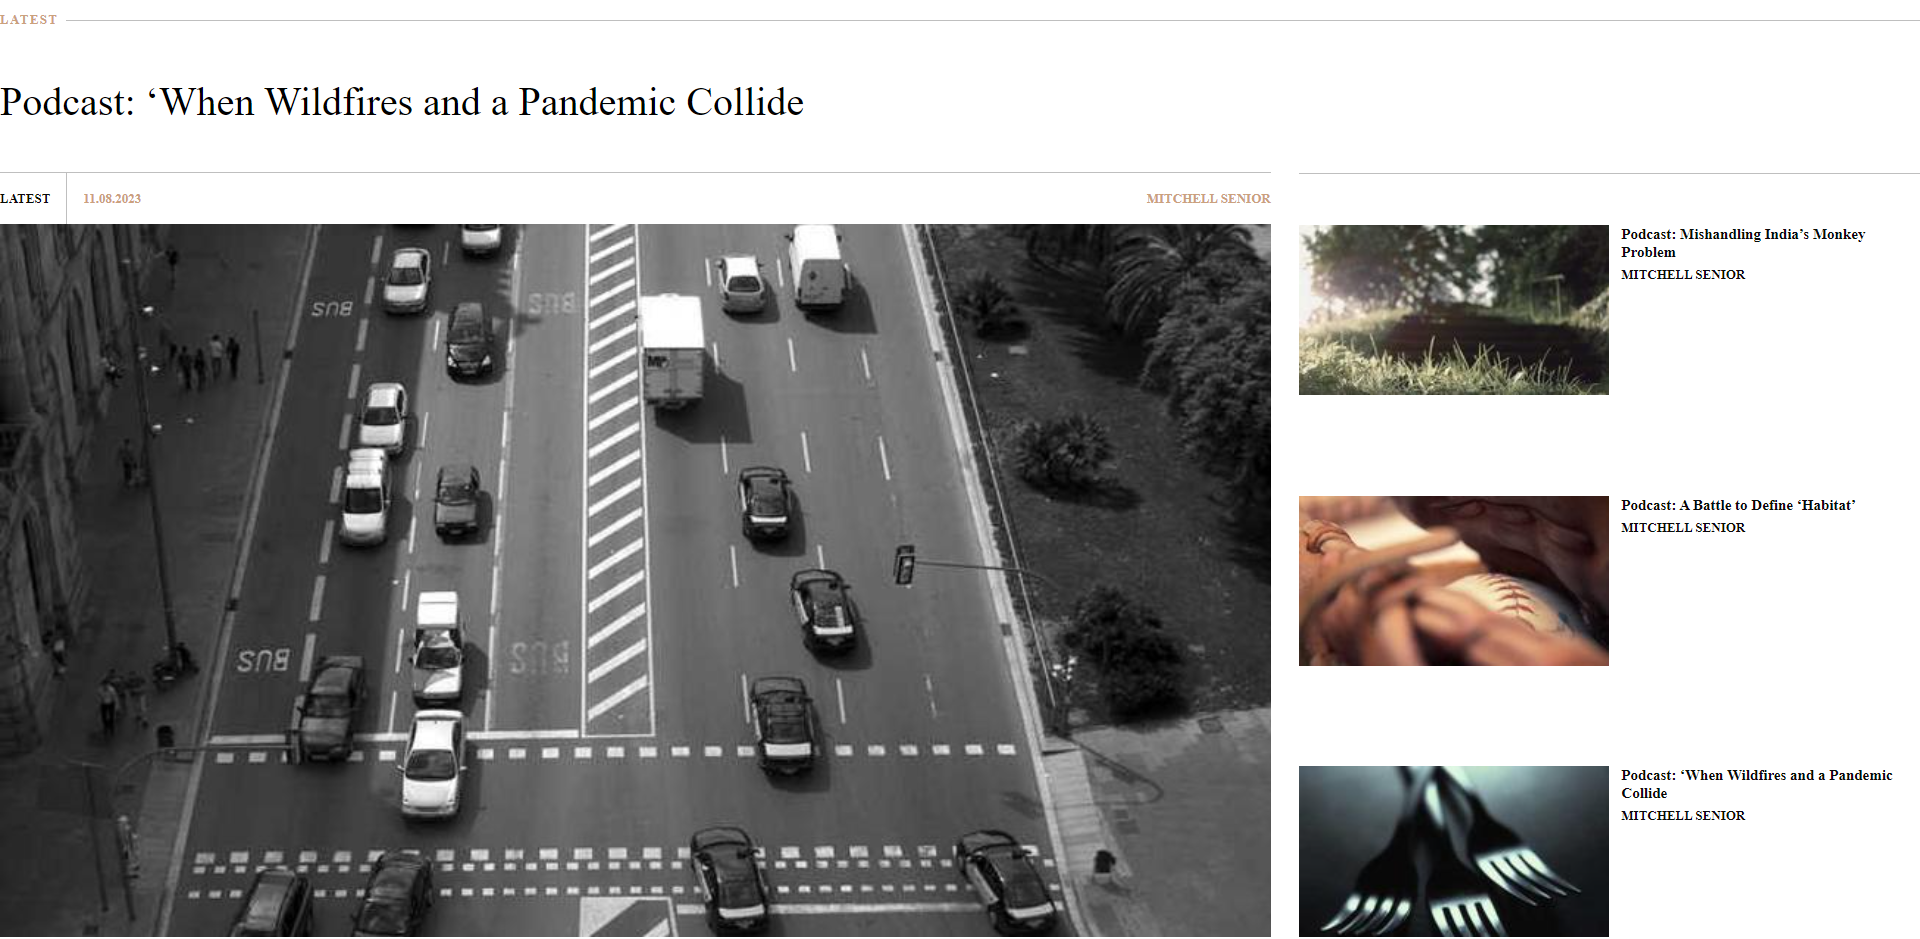 LATEST
Podcast: ‘When Wildfires and a Pandemic Collide
LATEST
11.08.2023
MITCHELL SENIOR
BUS
BUS
BUS
BUS
Podcast: Mishandling India’s Monkey
Problem
MITCHELL SENIOR
Podcast: A Battle to Define ‘Habitat’
MITCHELL SENIOR
Podcast: ‘When Wildfires and a Pandemic
Collide
MITCHELL SENIOR